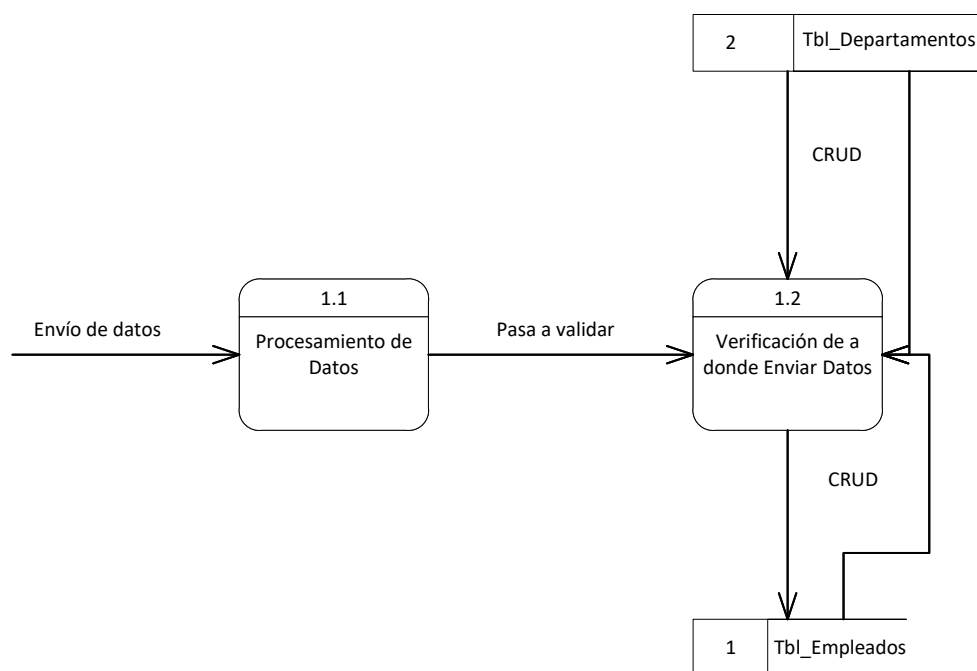 2
Tbl_Departamentos
CRUD
1.1
1.2
Envío de datos
Procesamiento de
Datos
Pasa a validar
Verificación de a
donde Enviar Datos
CRUD
1
Tbl_Empleados